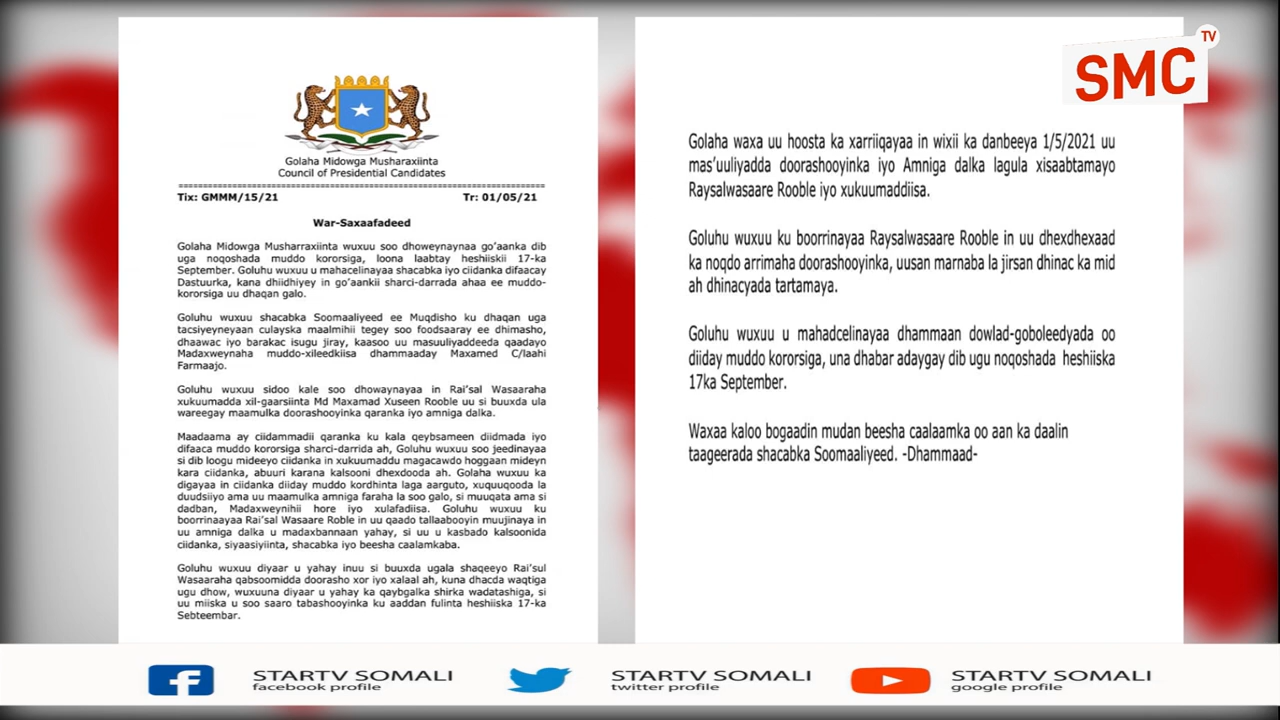 Golaha Midowga Musharaxiinta
Council of Presidential Candidates
Tix: GMMM/15/21 Tr: 01/05/21
War-Saxaafadeed
Golaha Midowga Musharraxiinta wuxuu soo dhoweynaynaa go’aanka dib
uga noqoshada muddo kororsiga, loona laabtay heshiiskii 17-ka
September. Goluhu wuxuu u mahacelinayaa shacabka iyo ciidanka difaacay
Dastuurka, kana dhiidhiyey in go’aankii sharci-darrada ahaa ee muddo-
kororsiga uu dhaqan galo.
Goluhu wuxuu shacabka Soomaaliyeed ee Muqdisho ku dhaqan uga
tacsiyeyneyaan culayska maalmihii tegey soo foodsaaray ee dhimasho,
dhaawac iyo barakac isugu jiray, kaasoo uu masuuliyaddeeda qaadayo
Madaxweynaha muddo-xileedkiisa dhammaaday Maxamed C/laahi
Farmaajo.
Goluhu wuxuu sidoo kale soo dhowaynayaa in Rai’sal Wasaaraha
xukuumadda xil-gaarsiinta Md Maxamad Xuseen Rooble uu si buuxda ula
wareegay maamulka doorashooyinka qaranka iyo amniga dalka.
Maadaama ay ciidammadii qaranka ku kala qeybsameen diidmada iyo
difaaca muddo kororsiga sharci-darrida ah, Goluhu wuxuu soo jeedinayaa
si dib loogu mideeyo ciidanka in xukuumaddu magacawdo hoggaan mideyn
kara ciidanka, abuuri karana kalsooni dhexdooda ah. Golaha wuxuu ka
digayaa in ciidanka diiday muddo kordhinta laga aarguto, xuquuqooda la
duudsiiyo ama uu maamulka amniga faraha la soo galo, si muuqata ama si
dadban, Madaxweynihii hore iyo xulafadiisa. Goluhu wuxuu ku
boorrinaayaa Rai’sal Wasaare Roble in uu qaado tallaabooyin muujinaya in
uu amniga dalka u madaxbannaan yahay, si uu u kasbado kalsoonida
ciidanka, siyaasiyiinta, shacabka iyo beesha caalamkaba.
Goluhu wuxuu diyaar u yahay inuu si buuxda ugala shaqeeyo Rai’sul
Wasaaraha qabsoomidda doorasho xor iyo xalaal ah, kuna dhacda waqtiga
ugu dhow, wuxuuna diyaar u yahay ka qaybgalka shirka wadatashiga, si
uu miiska u soo saaro tabashooyinka ku aaddan fulinta heshiiska 17-ka
Sebteembar.
SMC TV
Golaha waxa uu hoosta ka xarriiqayaa in wixii ka danbeeya 1/5/2021 uu
mas’uuliyadda doorashooyinka iyo Amniga dalka lagula xisaabtamayo
Raysalwasaare Rooble iyo xukuumaddiisa.
Goluhu wuxuu ku boorrinayaa Raysalwasaare Rooble in uu dhexdhexaad
ka noqdo arrimaha doorashooyinka, uusan marnaba la jirsan dhinac ka mid
ah dhinacyada tartamaya.
Goluhu wuxuu u mahadcelinayaa dhammaan dowlad-goboleedyada oo
diiday muddo kororsiga, una dhabar adaygay dib ugu noqoshada heshiiska
17ka September.
Waxaa kaloo bogaadin mudan beesha caalaamka oo aan ka daalin
taageerada shacabka Soomaaliyeed. -Dhammaad-
STARTV SOMALI
facebook profile
STARTV SOMALI
twitter profile
STARTV SOMALI
google profile